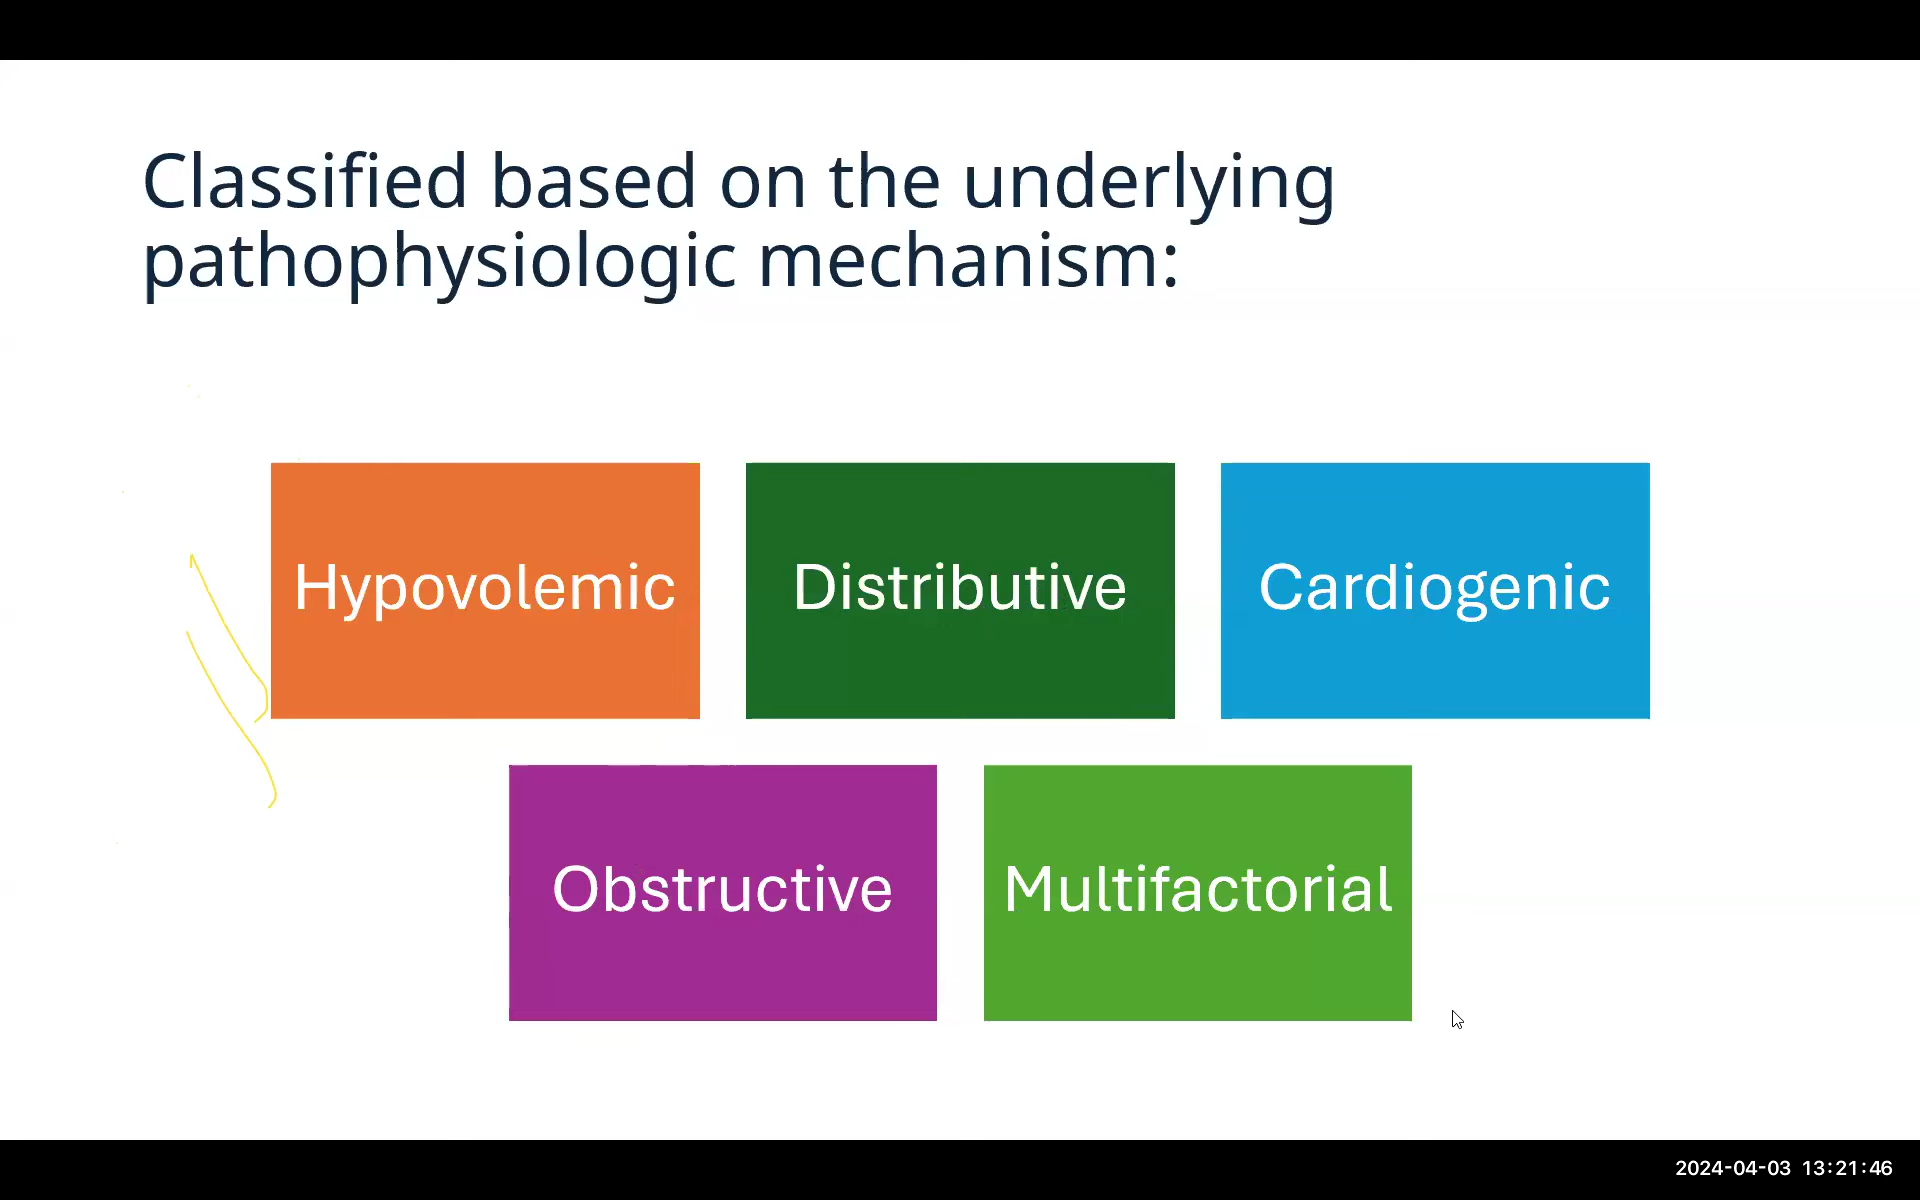 Classified based on the underlying
pathophysiologic mechanism:
Hypovolemic
Distributive
Cardiogenic
Obstructive
Multifactorial
2024-04-03 13:21:46